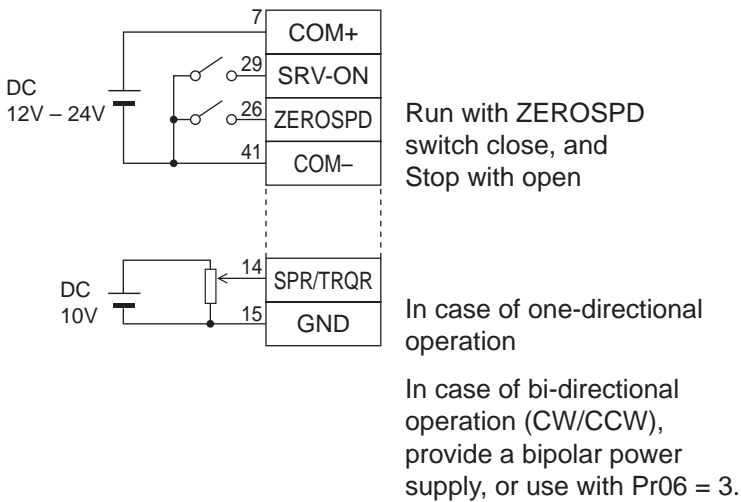 7
COM+
29
SRV-ON
DC
12V – 24V
26
ZEROSPD
41
COM–
Run with ZEROSPD
switch close, and
Stop with open
14
SPR/TRQR
DC
10V
15
GND
In case of one-directional
operation
In case of bi-directional
operation (CW/CCW),
provide a bipolar power
supply, or use with Pr06 = 3.